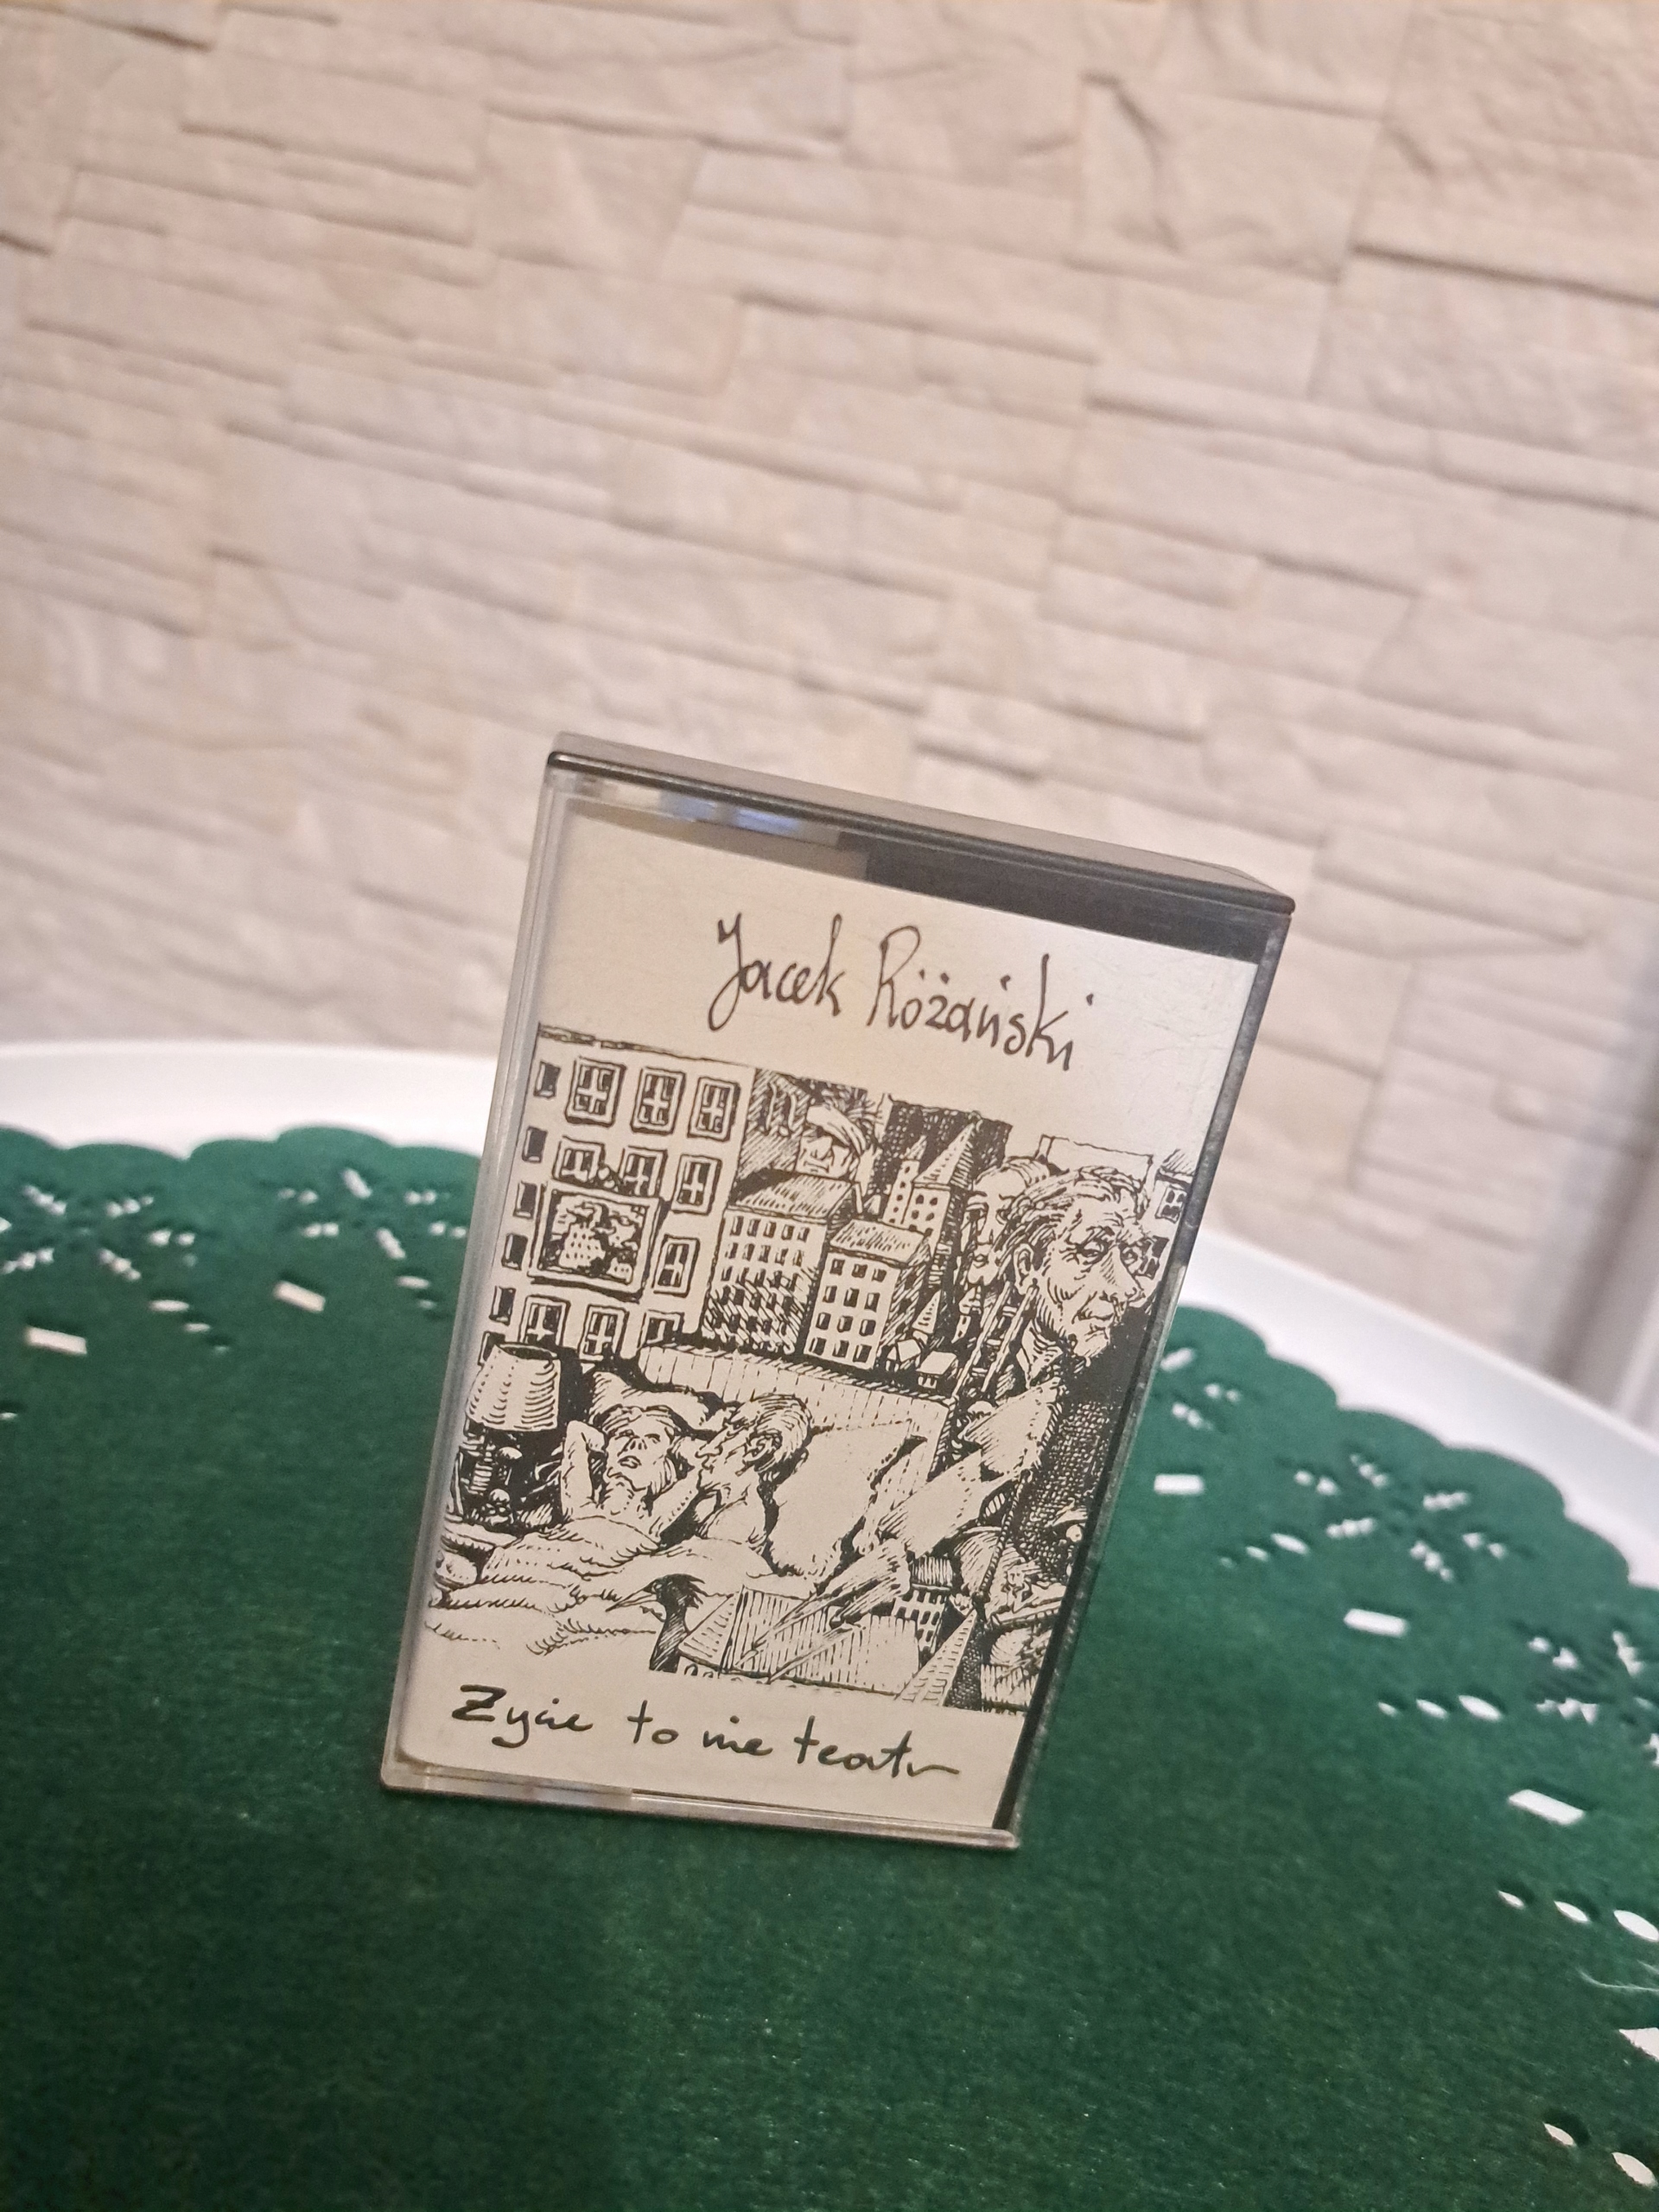 Jacek Różański
Życie to nie teatr